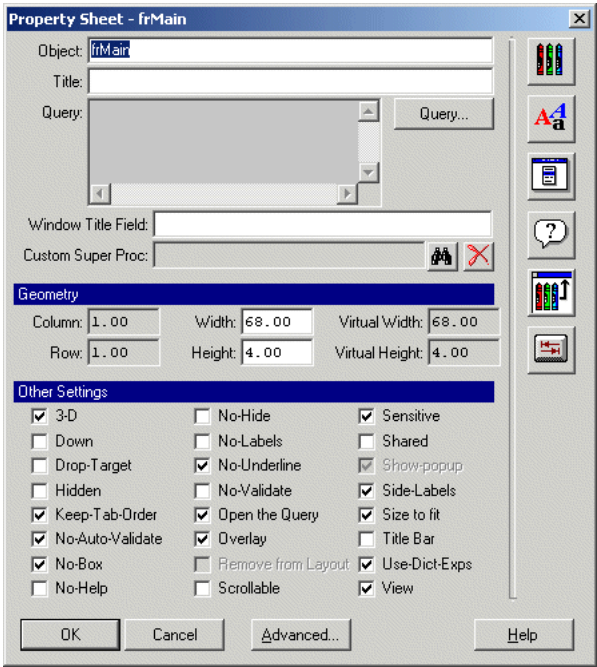 Property Sheet - frMain
Object: frMain
Title:
Query:
Query...
Window Title Field:
Custom Super Proc:
Geometry
Column: 1.00 Width: 68.00 Virtual Width: 68.00
Row: 1.00 Height: 4.00 Virtual Height: 4.00
Other Settings
3-D No-Hide Sensitive
Down No-Labels Shared
Drop-Target No-Underline Show-popup
Hidden No-Validate Side-Labels
Keep-Tab-Order Open the Query Size to fit
No-Auto-Validate Overlay Title Bar
No-Box Remove from Layout Use-Dict-Exps
No-Help Scrollable View
OK Cancel Advanced... Help
AAa
?